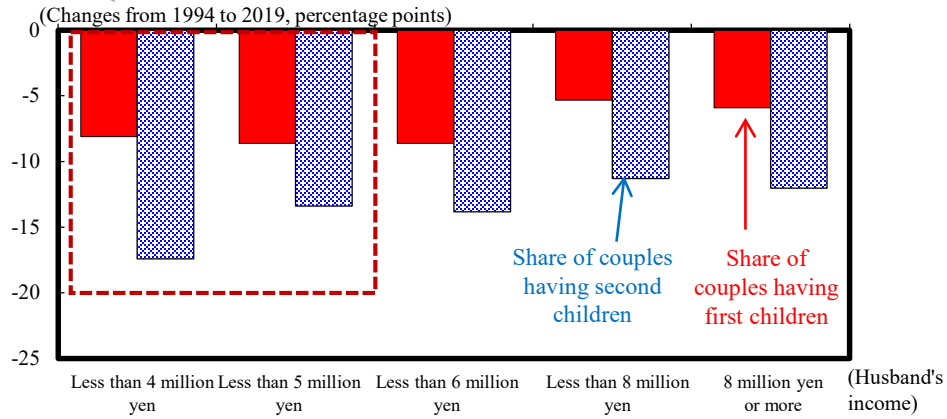 (Changes from 1994 to 2019, percentage points)
0
-5
-10
-15
-20
-25
Share of couples
having second
children
Share of
couples having
first children
Less than 4 million
yen
Less than 5 million
yen
Less than 6 million
yen
Less than 8 million
yen
8 million yen
or more
(Husband's
income)